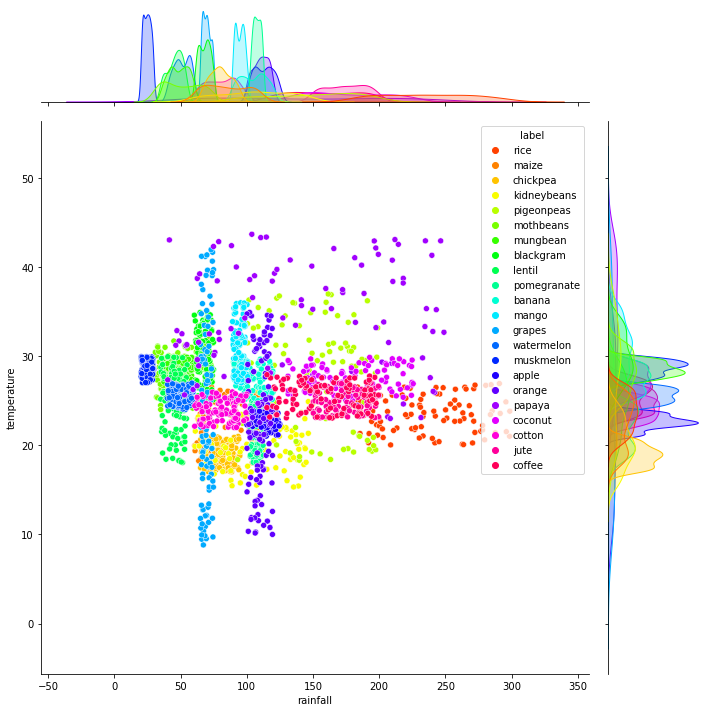 label
rice
maize
chickpea
kidneybeans
pigeonpeas
mothbeans
mungbean
blackgram
lentil
pomegranate
banana
mango
grapes
watermelon
muskmelon
apple
orange
papaya
coconut
cotton
jute
coffee
50
40
30
20
10
0
temperature
-50 0 50 100 150 200 250 300 350
rainfall